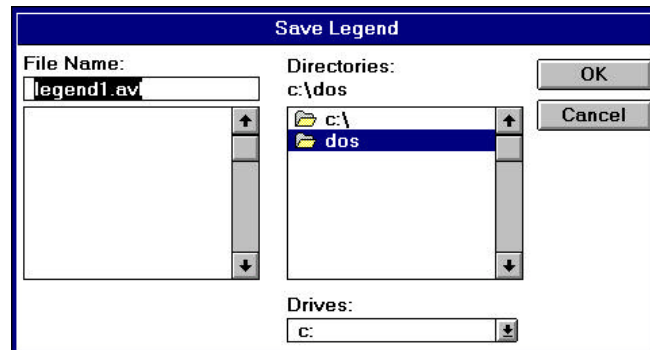 Save Legend
File Name:
legend1.avl
Directories:
c:\dos
OK
Cancel
c:\
dos
Drives:
c: